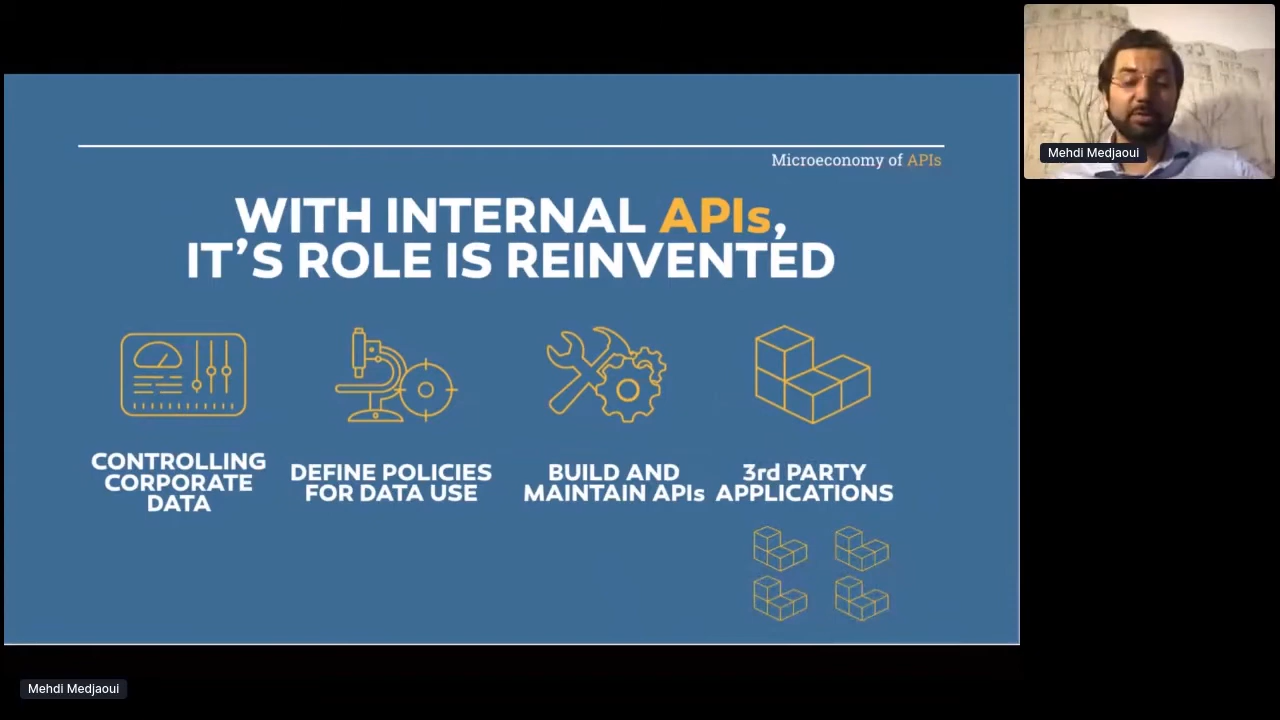 Microeconomy of APIs
WITH INTERNAL APIs,
IT’S ROLE IS REINVENTED
CONTROLLING
CORPORATE
DATA
DEFINE POLICIES
FOR DATA USE
BUILD AND
MAINTAIN APIs
3rd PARTY
APPLICATIONS
Mehdi Medjaoui
Mehdi Medjaoui